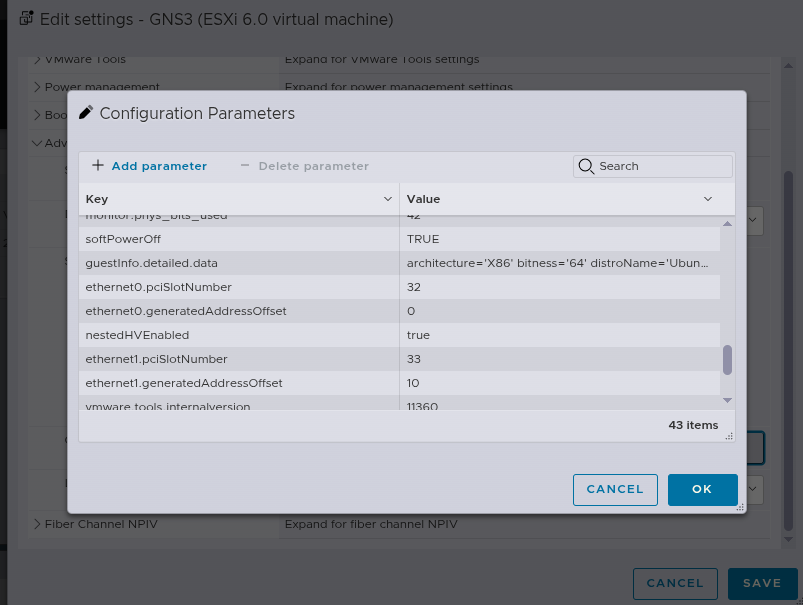 Edit settings - GNS3 (ESXi 6.0 virtual machine)
VMware Tools Expand for VMware Tools settings
Power management Expand for power management settings
Boo
Adv
Configuration Parameters
Add parameter Delete parameter Search
Key Value
monitor.phys_bits_used 42
softPowerOff TRUE
guestInfo.detailed.data architecture='X86' bitness='64' distroName='Ubun...
ethernet0.pciSlotNumber 32
ethernet0.generatedAddressOffset 0
nestedHVEnabled true
ethernet1.pciSlotNumber 33
ethernet1.generatedAddressOffset 10
vmware.tools.internalversion 11360
43 items
CANCEL OK
Fiber Channel NPIV Expand for fiber channel NPIV
CANCEL SAVE